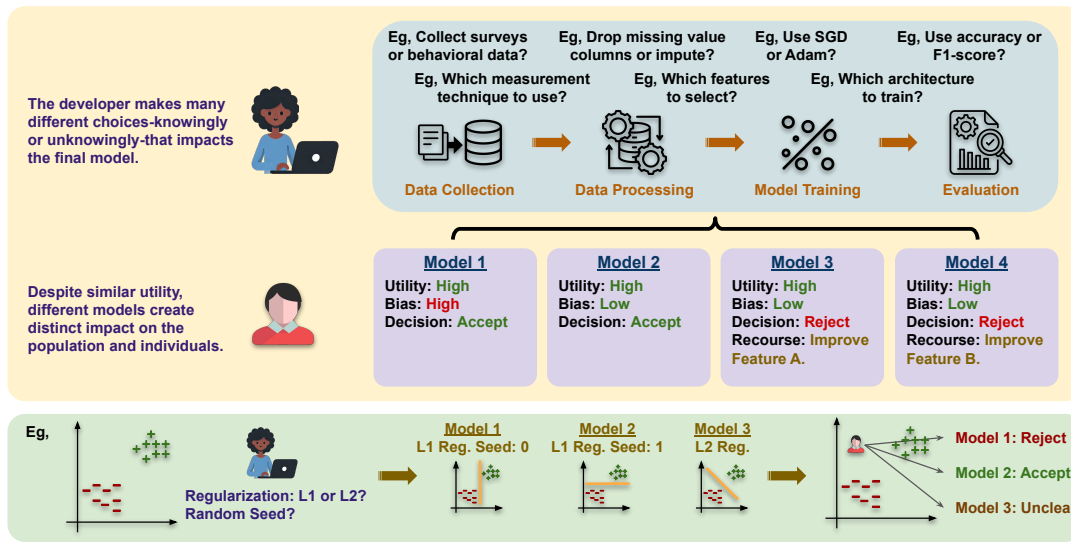 Eg, Collect surveys
or behavioral data?
Eg, Drop missing value
columns or impute?
Eg, Use SGD
or Adam?
Eg, Use accuracy or
F1-score?
Eg, Which measurement
technique to use?
Eg, Which features
to select?
Eg, Which architecture
to train?
The developer makes many
different choices-knowingly
or unknowingly-that impacts
the final model.
Data Collection
Data Processing
Model Training
Evaluation
Despite similar utility,
different models create
distinct impact on the
population and individuals.
Model 1
Utility: High
Bias: High
Decision: Accept
Model 2
Utility: High
Bias: Low
Decision: Accept
Model 3
Utility: High
Bias: Low
Decision: Reject
Recourse: Improve
Feature A.
Model 4
Utility: High
Bias: Low
Decision: Reject
Recourse: Improve
Feature B.
Eg,
Regularization: L1 or L2?
Random Seed?
Model 1
L1 Reg. Seed: 0
Model 2
L1 Reg. Seed: 1
Model 3
L2 Reg.
Model 1: Reject
Model 2: Accept
Model 3: Unclea